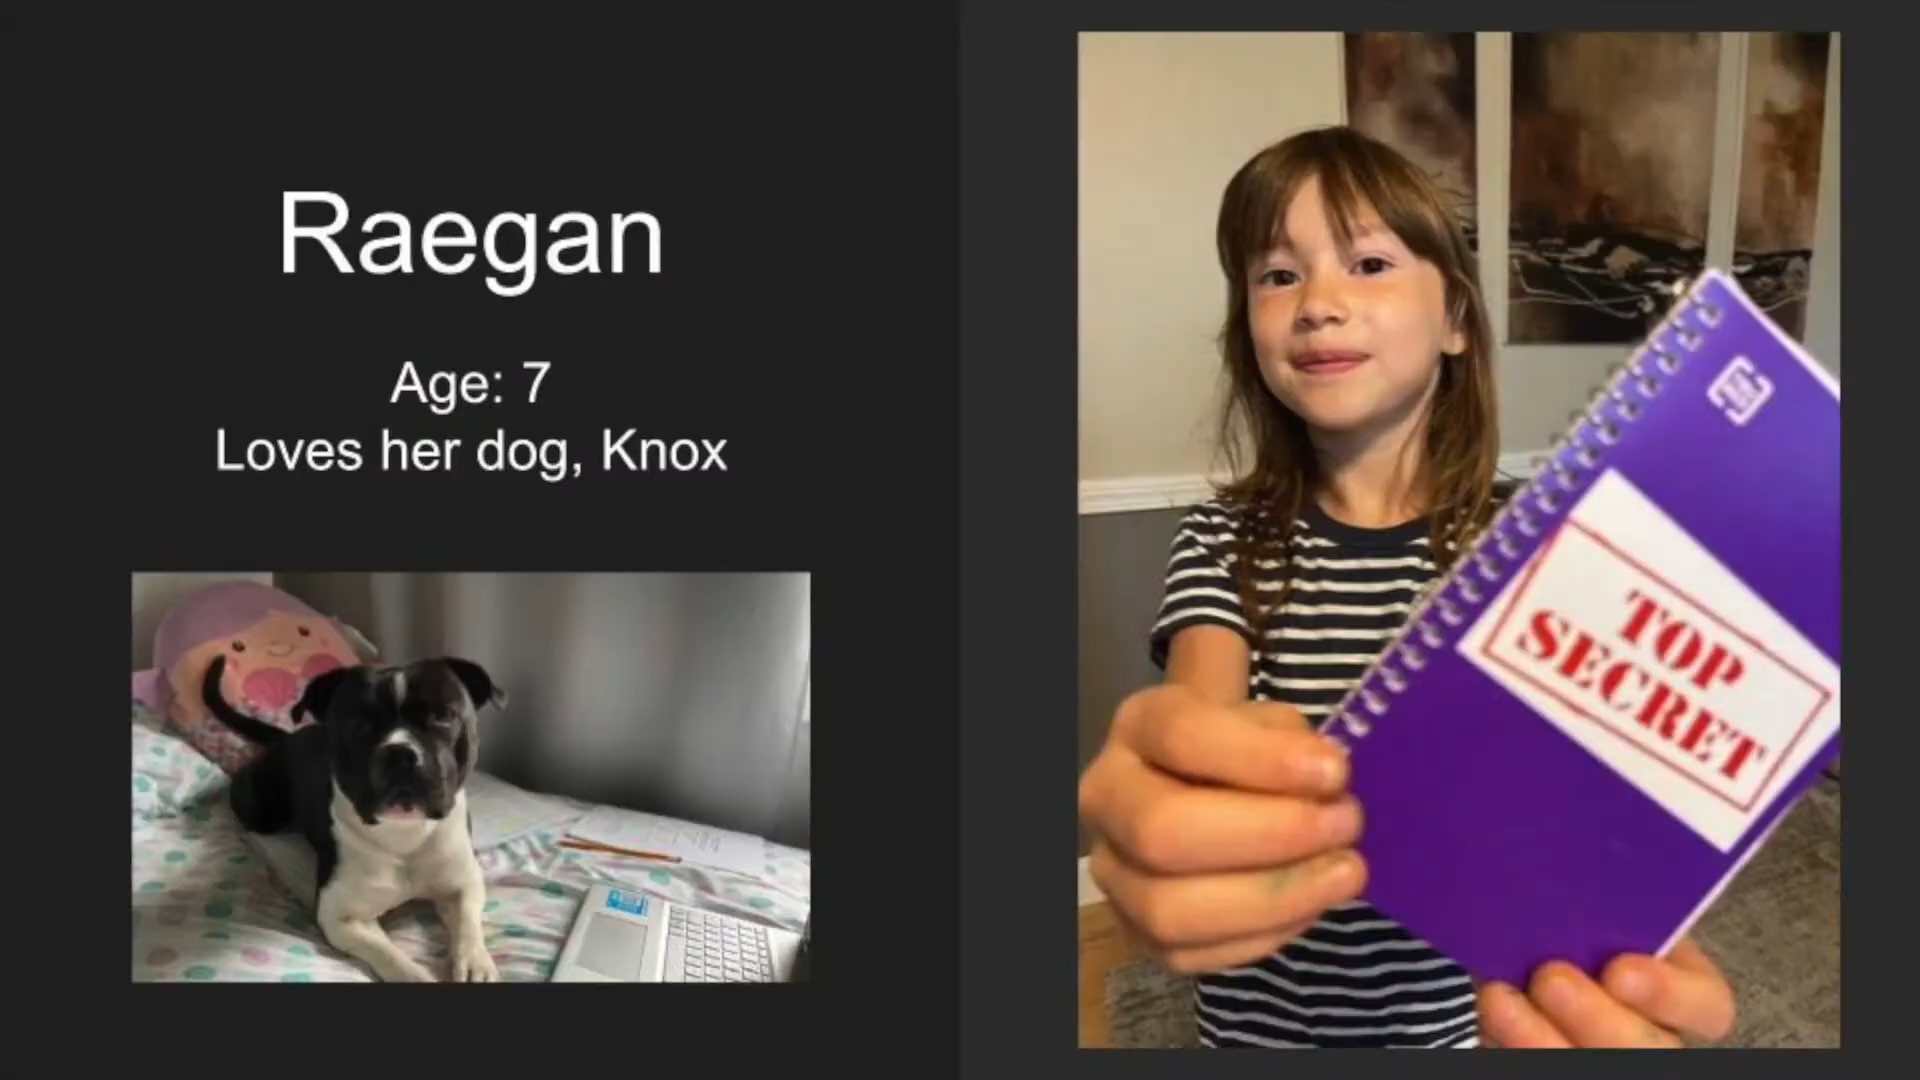 Raegan
Age: 7
Loves her dog, Knox
TOP
SECRET